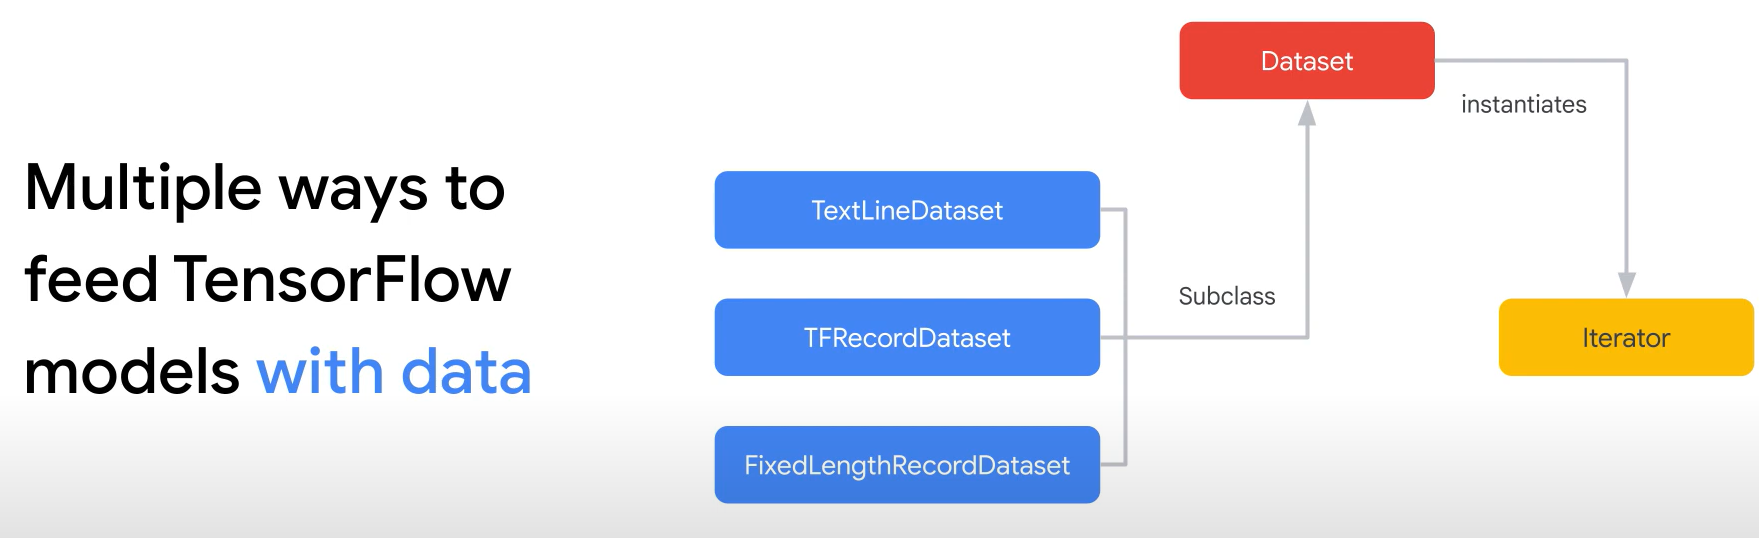 Multiple ways to
feed TensorFlow
models with data
Dataset
instantiates
TextLineDataset
Subclass
TFRecordDataset
Iterator
FixedLengthRecordDataset